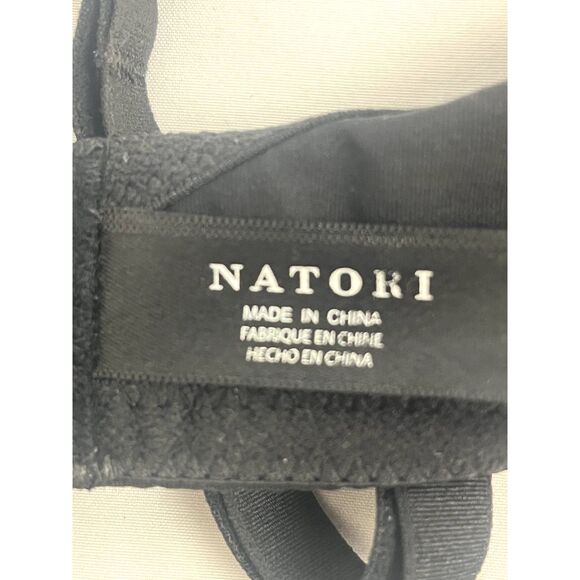 NATORI
MADE IN CHINA
FABRIQUE EN CHINE
HECHO EN CHINA